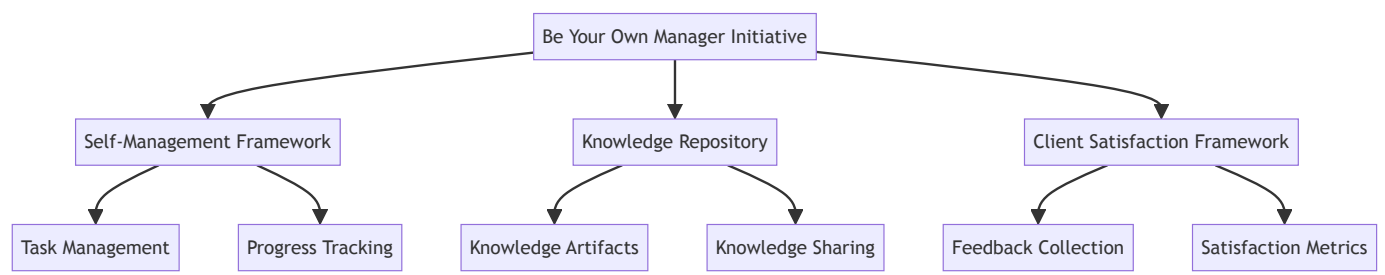 Be Your Own Manager Initiative
Self-Management Framework
Knowledge Repository
Client Satisfaction Framework
Task Management
Progress Tracking
Knowledge Artifacts
Knowledge Sharing
Feedback Collection
Satisfaction Metrics